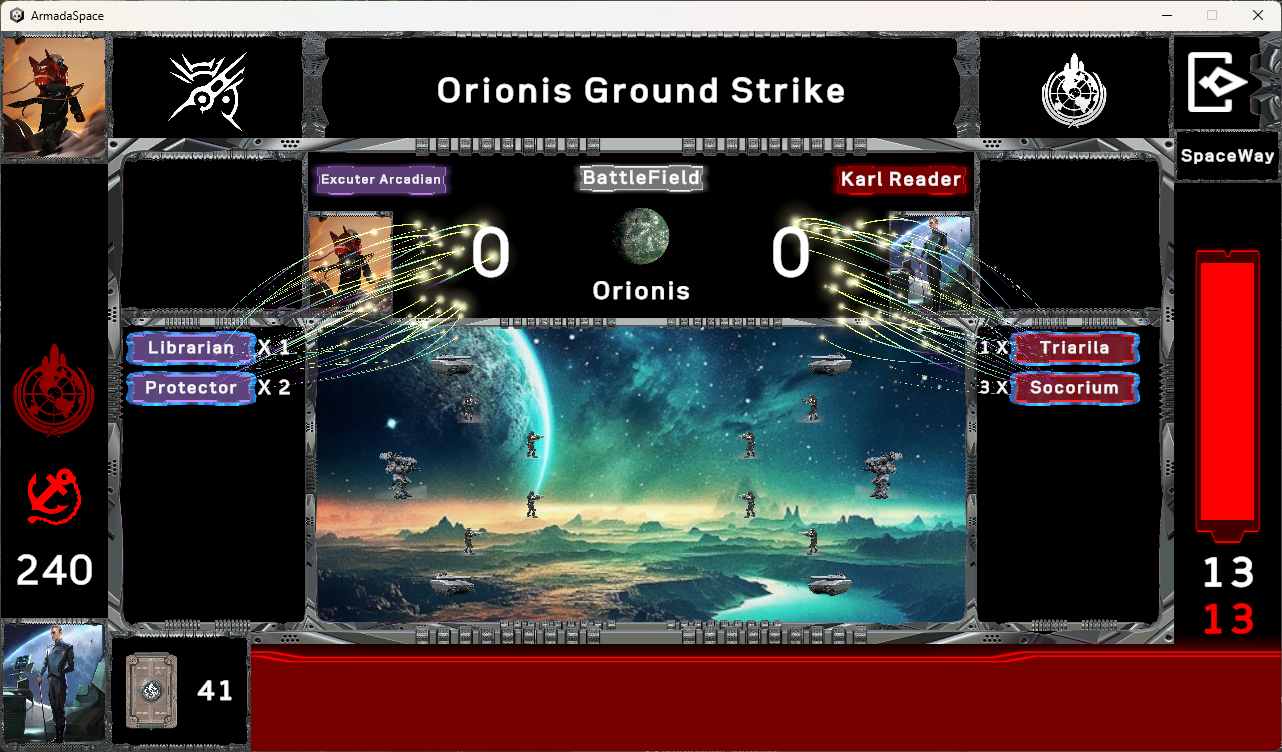 ArmadaSpace
Orionis Ground Strike
SpaceWay
Excuter Arcadian
BattleField
Karl Reader
0
0
Orionis
Librarian X 1
1 X Triarila
Protector X 2
3 X Socorium
240
13
13
41